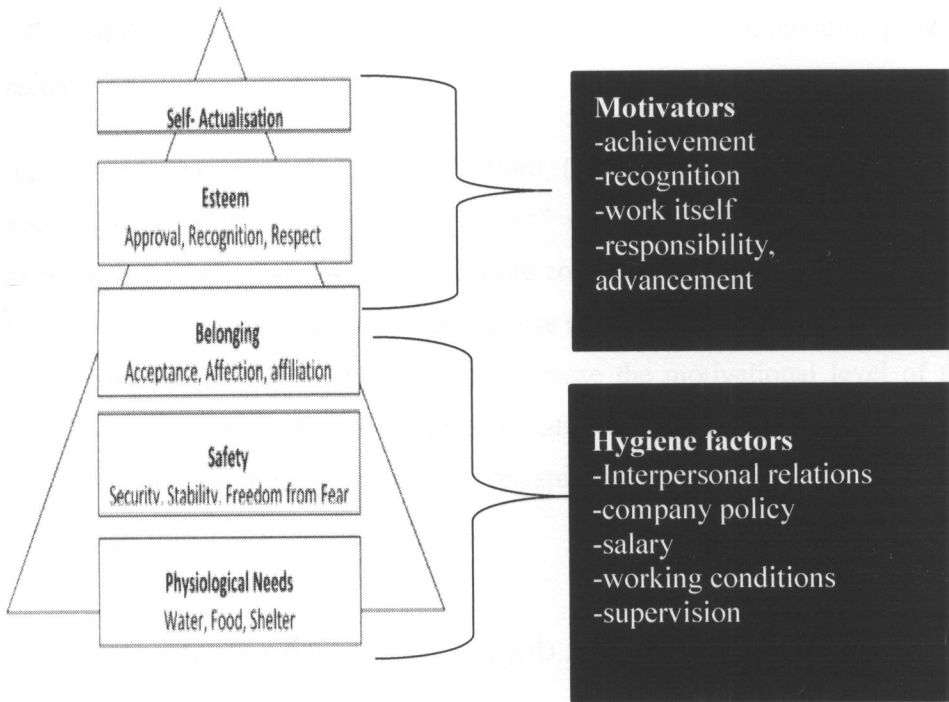 Self- Actualisation
Esteem
Approval, Recognition, Respect
Belonging
Acceptance, Affection, affiliation
Safety
Security, Stability, Freedom from Fear
Physiological Needs
Water, Food, Shelter
Motivators
-achievement
-recognition
-work itself
-responsibility,
advancement
Hygiene factors
-Interpersonal relations
-company policy
-salary
-working conditions
-supervision